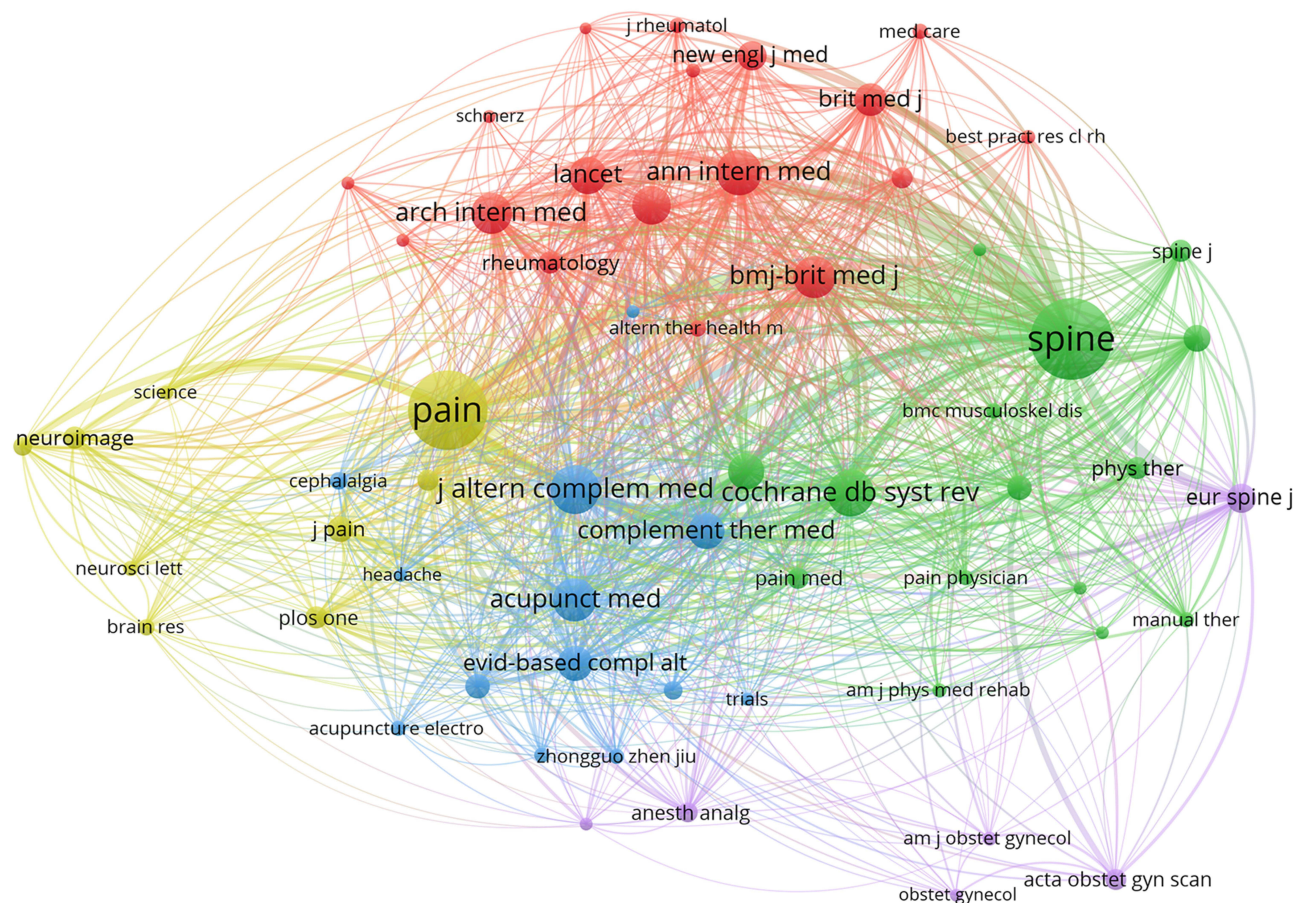 j rheumatol
med care
new engl j med
brit med j
schmerz
best pract res cl rh
lancet
ann intern med
arch intern med
spine j
rheumatology
bmj-brit med j
altern ther health m
spine
science
pain
bmc musculoskel dis
neuroimage
phys ther
cephalalgia
j altern complem med
cochrane db syst rev
eur spine j
j pain
complement ther med
neurosci lett
headache
pain med
pain physician
acupunct med
plos one
brain res
manual ther
evid-based compl alt
trials
am j phys med rehab
acupuncture electro
zhongguo zhen jiu
anesth analg
am j obstet gynecol
acta obstet gyn scan
obstet gynecol